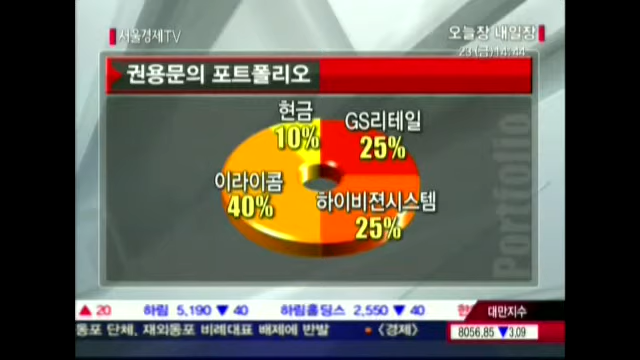 서울경제TV
오늘장 내일장
23(금)14:44
권용문의 포트폴리오
현금
10%
GS리테일
25%
이라이콤
40%
하이비젼시스템
25%
Portfolio
▲ 20 하림 5,190 ▼ 40 하림홀딩스 2,550 ▼ 40
대만지수
동포 단체, 재외동포 비례대표 배제에 반발 <경제>
8056,85 ▼3,09